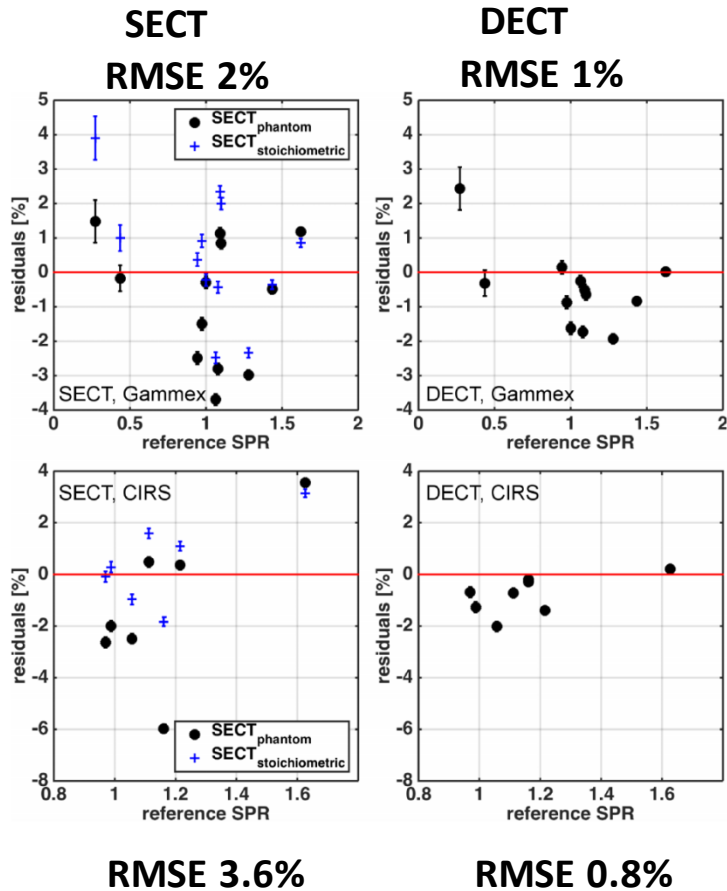 SECT
RMSE 2%
DECT
RMSE 1%
5
4
3
2
1
0
-1
-2
-3
-4
residuals [%]
SECTphantom
SECTstoichiometric
SECT, Gammex
0
0.5
1
1.5
2
reference SPR
5
4
3
2
1
0
-1
-2
-3
-4
residuals [%]
DECT, Gammex
0
0.5
1
1.5
2
reference SPR
4
2
0
-2
-4
-6
-8
residuals [%]
SECT, CIRS
SECTphantom
SECTstoichiometric
0.8
1
1.2
1.4
1.6
reference SPR
4
2
0
-2
-4
-6
-8
residuals [%]
DECT, CIRS
0.8
1
1.2
1.4
1.6
reference SPR
RMSE 3.6%
RMSE 0.8%